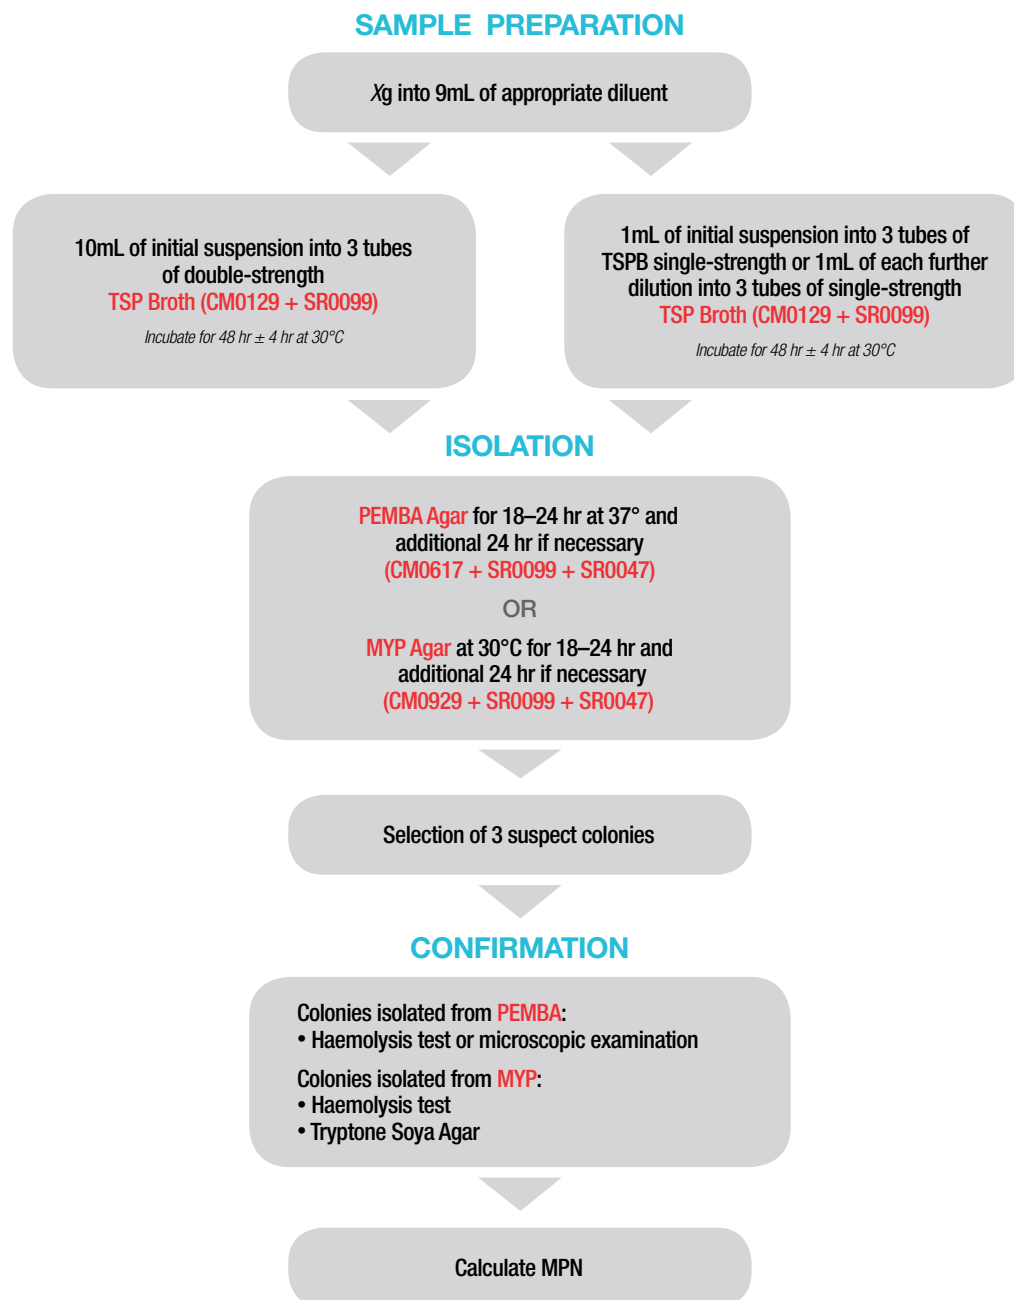 SAMPLE PREPARATION
Xg into 9mL of appropriate diluent
10mL of initial suspension into 3 tubes
of double-strength
TSP Broth (CM0129 + SR0099)
Incubate for 48 hr ± 4 hr at 30°C
1mL of initial suspension into 3 tubes of
TSPB single-strength or 1mL of each further
dilution into 3 tubes of single-strength
TSP Broth (CM0129 + SR0099)
Incubate for 48 hr ± 4 hr at 30°C
ISOLATION
PEMBA Agar for 18–24 hr at 37° and
additional 24 hr if necessary
(CM0617 + SR0099 + SR0047)
OR
MYP Agar at 30°C for 18–24 hr and
additional 24 hr if necessary
(CM0929 + SR0099 + SR0047)
Selection of 3 suspect colonies
CONFIRMATION
Colonies isolated from PEMBA:
• Haemolysis test or microscopic examination
Colonies isolated from MYP:
• Haemolysis test
• Tryptone Soya Agar
Calculate MPN